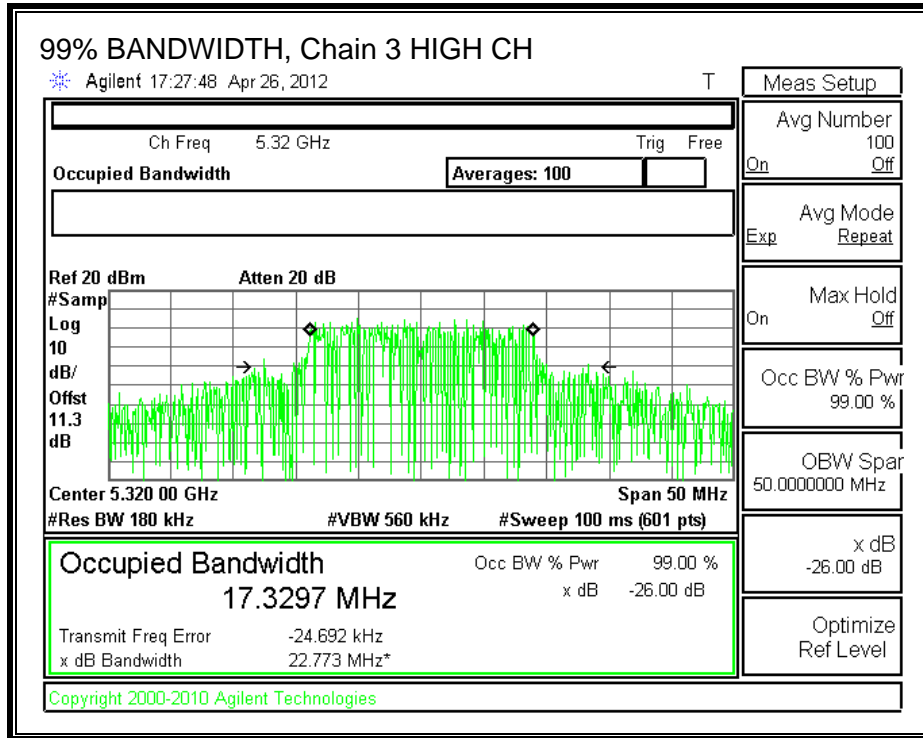 99% BANDWIDTH, Chain 3 HIGH CH
Agilent 17:27:48 Apr 26, 2012 T
Ch Freq 5.32 GHz Trig Free
Occupied Bandwidth Averages: 100
Ref 20 dBm Atten 20 dB
#Samp
Log
10
dB/
Offst
11.3
dB
Center 5.320 00 GHz Span 50 MHz
#Res BW 180 kHz #VBW 560 kHz #Sweep 100 ms (601 pts)
Occupied Bandwidth Occ BW % Pwr 99.00 %
17.3297 MHz x dB -26.00 dB
Transmit Freq Error -24.692 kHz
x dB Bandwidth 22.773 MHz*
Copyright 2000-2010 Agilent Technologies
Meas Setup
Avg Number
100
On Off
Avg Mode
Exp Repeat
Max Hold
On Off
Occ BW % Pwr
99.00 %
OBW Span
50.0000000 MHz
x dB
-26.00 dB
Optimize
Ref Level